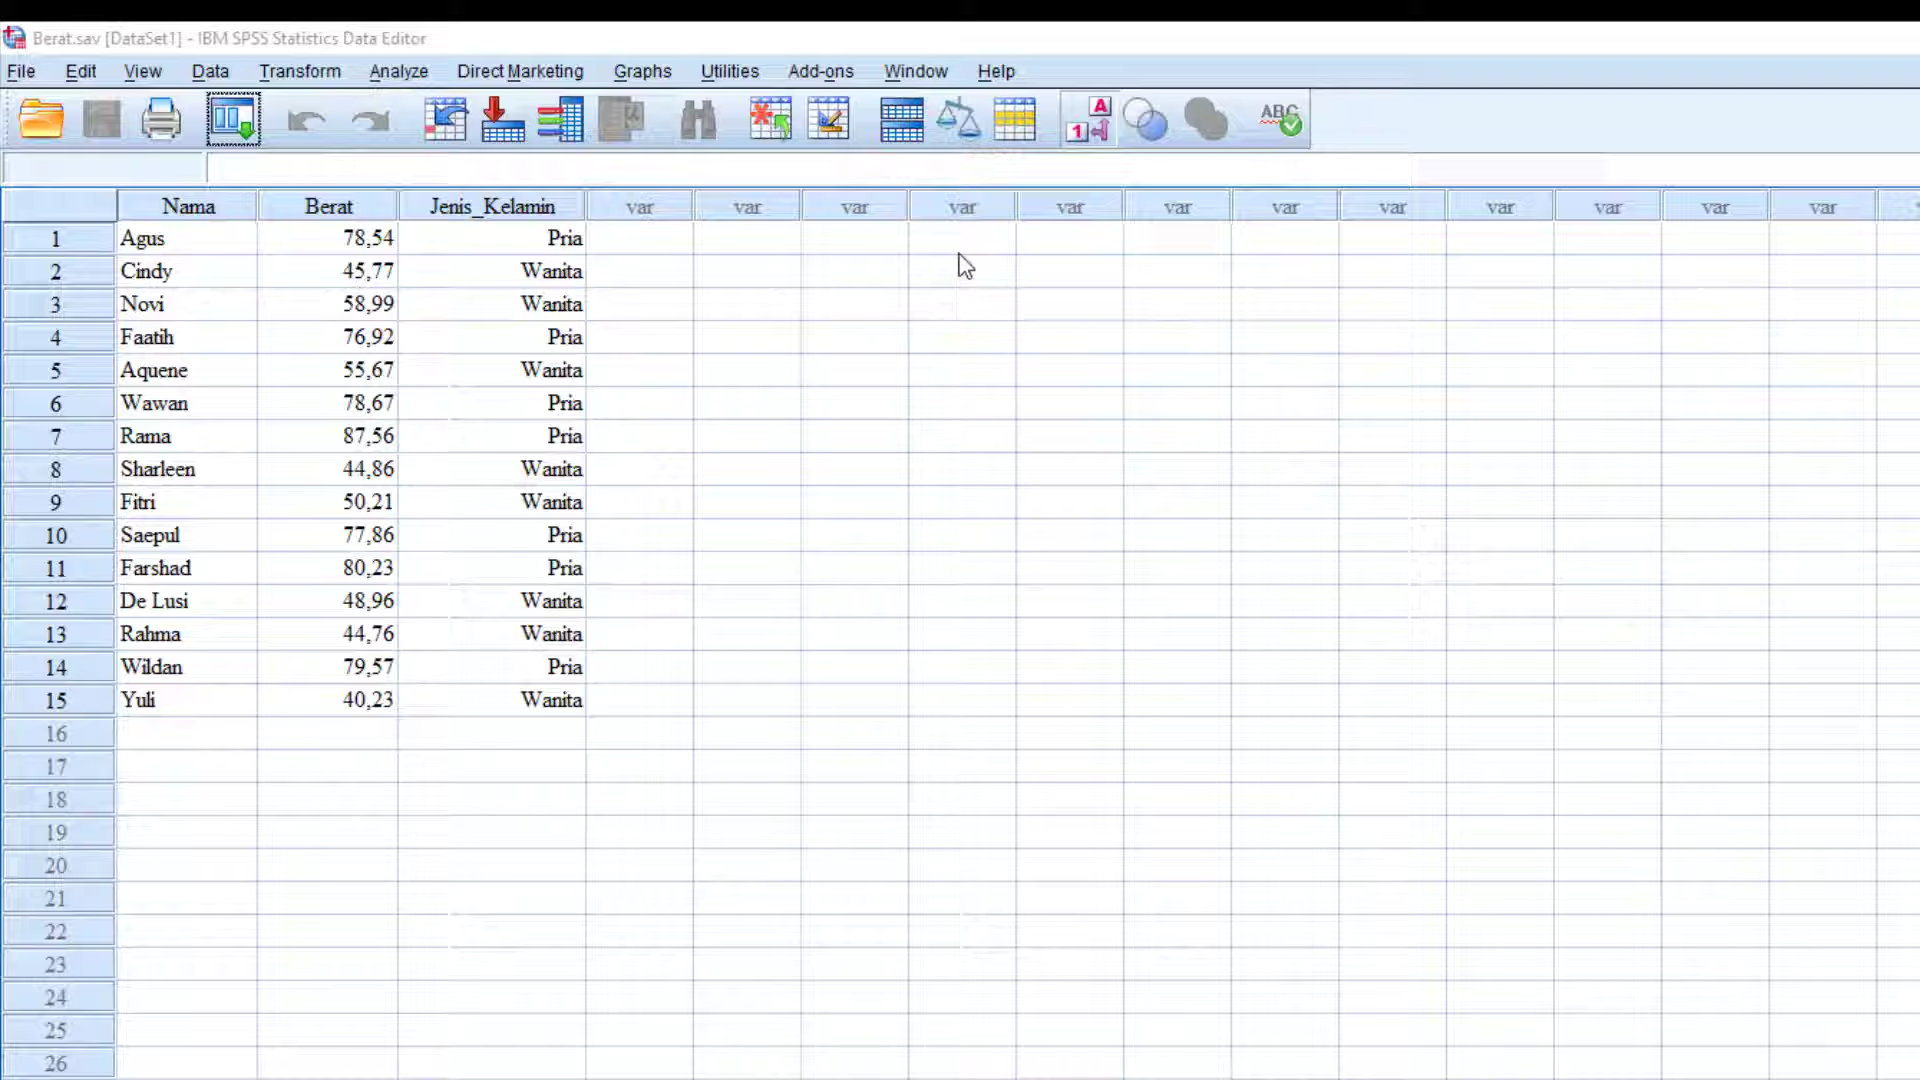 Berat.sav [DataSet1] - IBM SPSS Statistics Data Editor
File Edit View Data Transform Analyze Direct Marketing Graphs Utilities Add-ons Window Help
A
1
ABC
Nama Berat Jenis_Kelamin var var var var var var var var var var var var
1 Agus 78,54 Pria
2 Cindy 45,77 Wanita
3 Novi 58,99 Wanita
4 Faatih 76,92 Pria
5 Aquene 55,67 Wanita
6 Wawan 78,67 Pria
7 Rama 87,56 Pria
8 Sharleen 44,86 Wanita
9 Fitri 50,21 Wanita
10 Saepul 77,86 Pria
11 Farshad 80,23 Pria
12 De Lusi 48,96 Wanita
13 Rahma 44,76 Wanita
14 Wildan 79,57 Pria
15 Yuli 40,23 Wanita
16
17
18
19
20
21
22
23
24
25
26